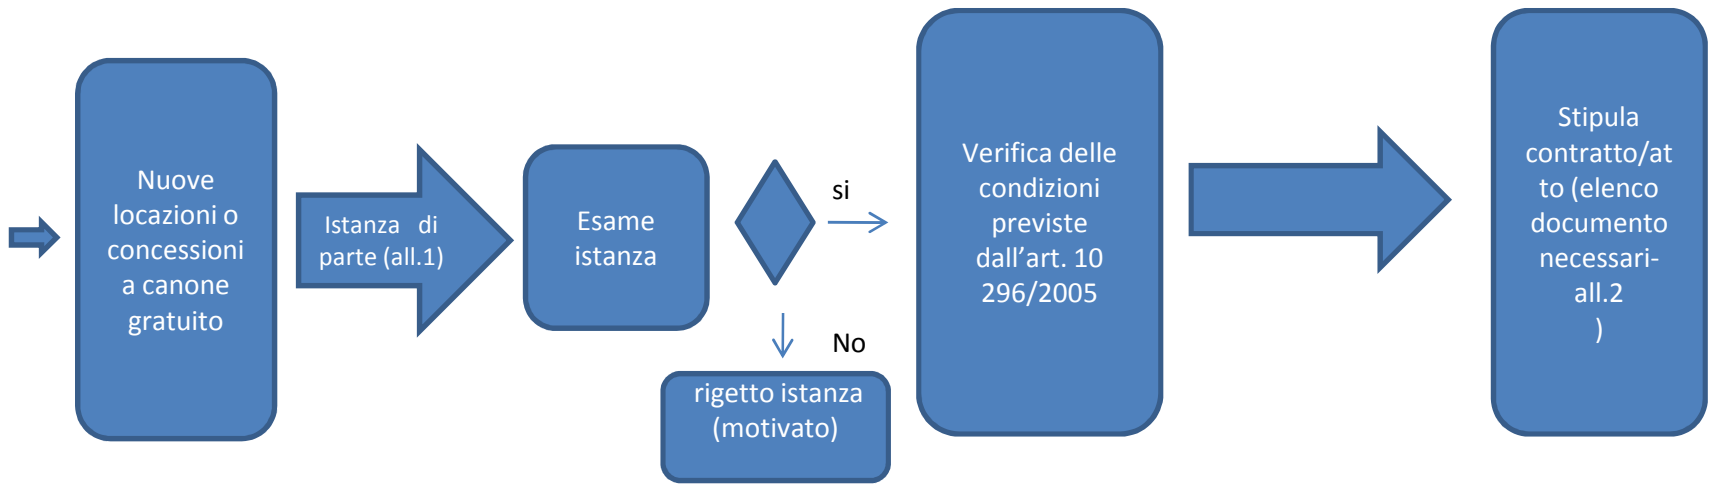 Nuove
locazioni o
concessioni
a canone
gratuito
Istanza di
parte (all.1)
Esame
istanza
si
No
rigetto istanza
(motivato)
Verifica delle
condizioni
previste
dall’art. 10
296/2005
Stipula
contratto/at
to (elenco
documento
necessari-
all.2
)